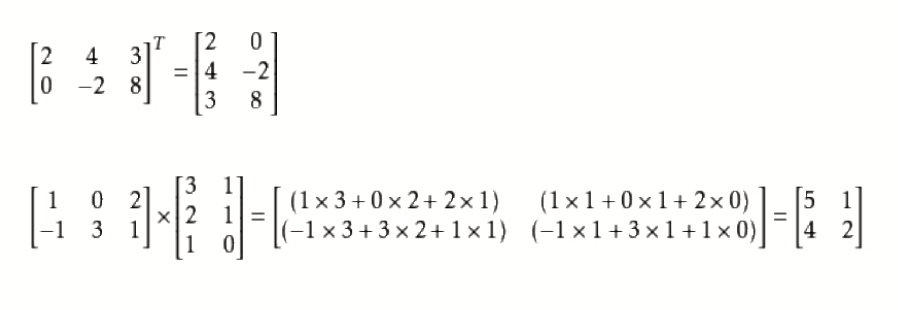 [2 4 3; 0 −2 8]^T = [2 0; 4 −2; 3 8]
[1 0 2; −1 3 1] × [3 1; 2 1; 1 0] = [(1×3+0×2+2×1) (1×1+0×1+2×0); (−1×3+3×2+1×1) (−1×1+3×1+1×0)] = [5 1; 4 2]